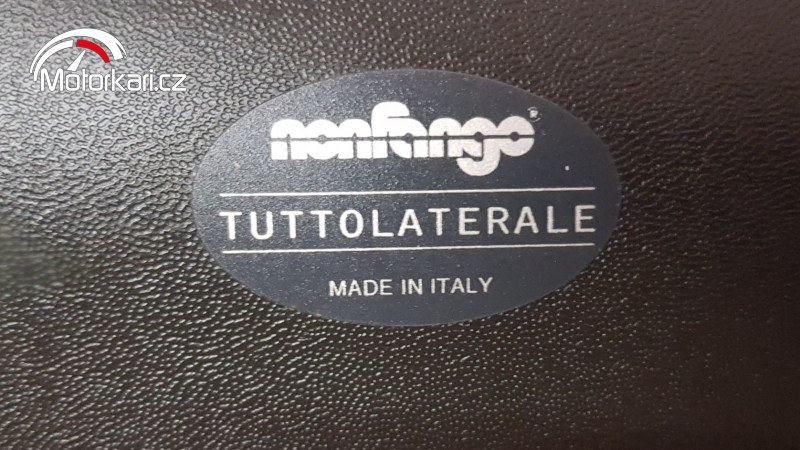 Motorkari.cz
nonfango®
TUTTOLATERALE
MADE IN ITALY